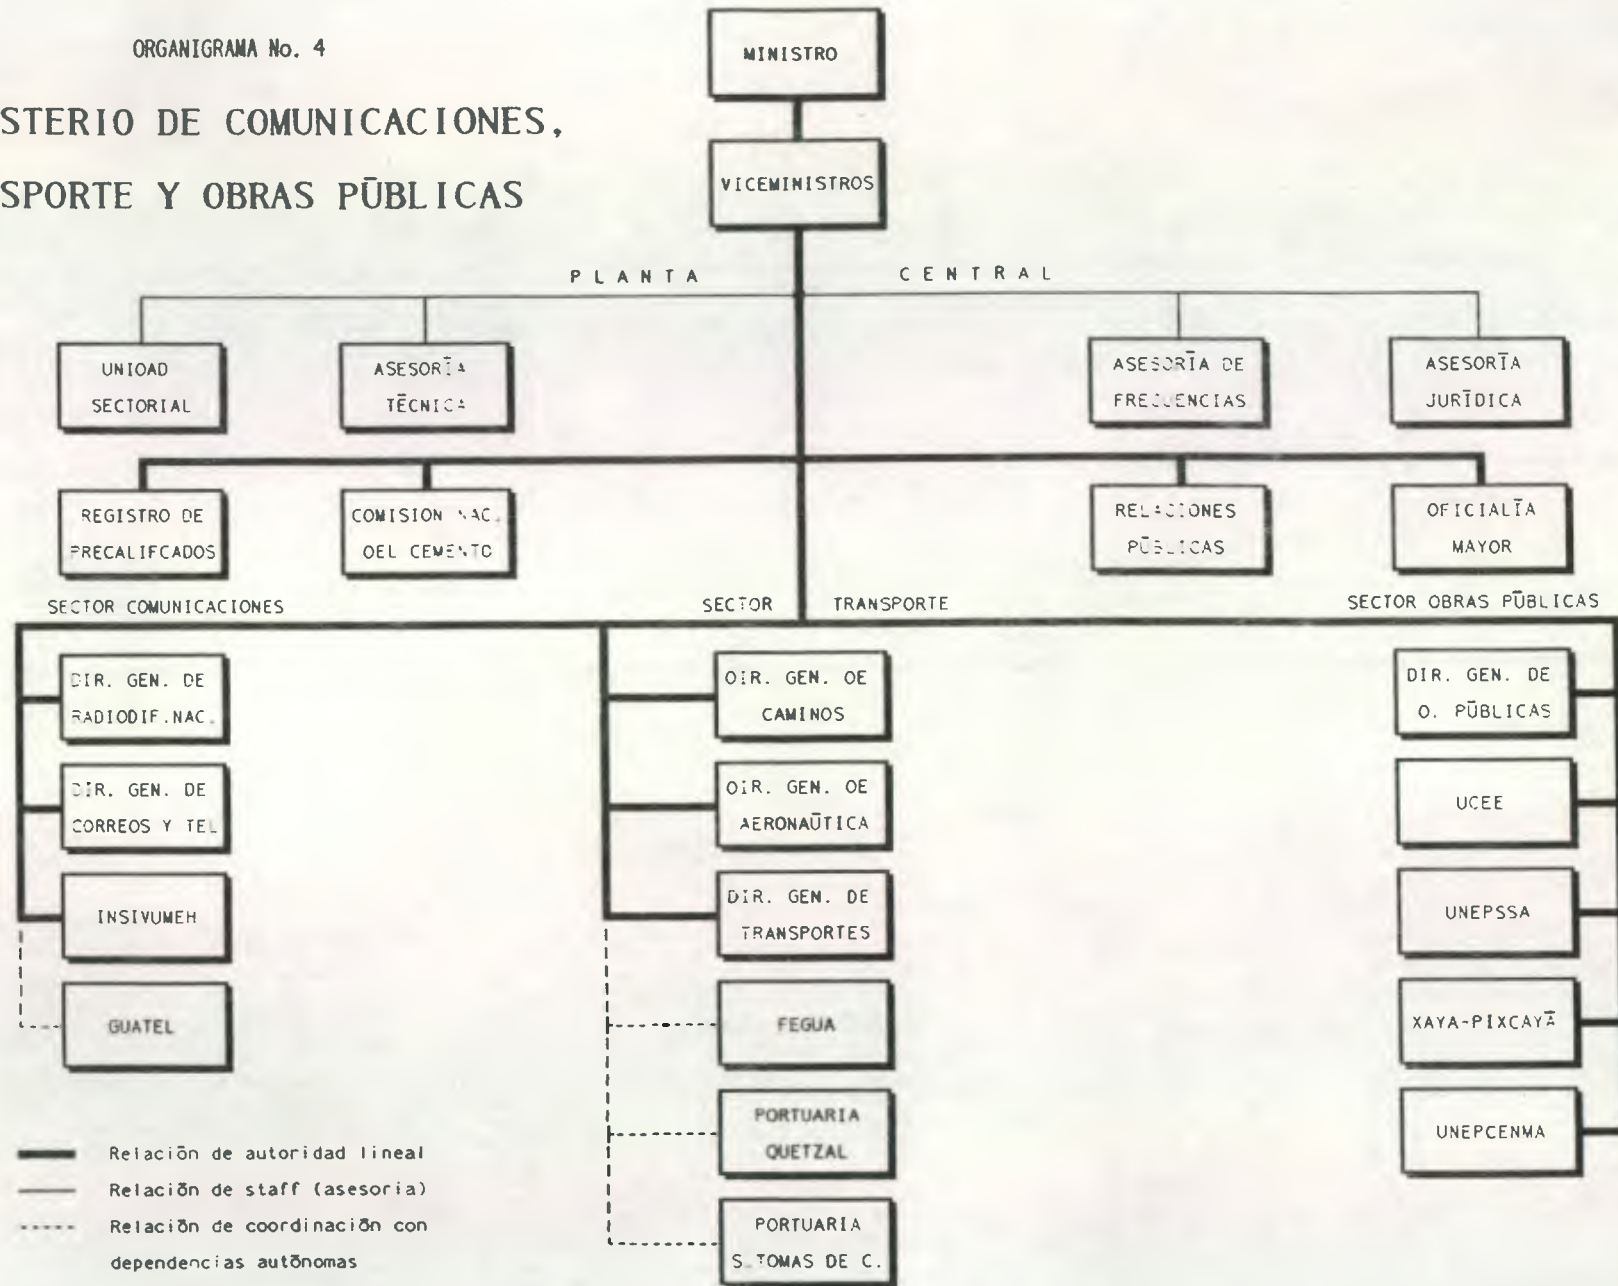 ORGANIGRAMA No. 4
STERIO DE COMUNICACIONES,
SPORTE Y OBRAS PŪBLICAS
MINISTRO
VICEMINISTROS
PLANTA CENTRAL
UNIOAD
SECTORIAL
ASESORĪA
TĒCNICA
ASESORĪA DE
FRECUENCIAS
ASESORĪA
JURĪDICA
REGISTRO DE
PRECALIFCADOS
COMISION NAC.
OEL CEMENTO
RELACIONES
PŪBLICAS
OFICIALĪA
MAYOR
SECTOR COMUNICACIONES
SECTOR TRANSPORTE
SECTOR OBRAS PŪBLICAS
DIR. GEN. DE
RADIODIF.NAC.
DIR. GEN. DE
CORREOS Y TEL
INSIVUMEH
GUATEL
OIR. GEN. OE
CAMINOS
OIR. GEN. OE
AERONAŪTICA
DIR. GEN. DE
TRANSPORTES
FEGUA
PORTUARIA
QUETZAL
PORTUARIA
S.TOMAS DE C.
DIR. GEN. DE
O. PŪBLICAS
UCEE
UNEPSSA
XAYA-PIXCAYĀ
UNEPCENMA
Relaciōn de autoridad lineal
Relaciōn de staff (asesoria)
Relaciōn de coordinaciōn con
dependencias autōnomas